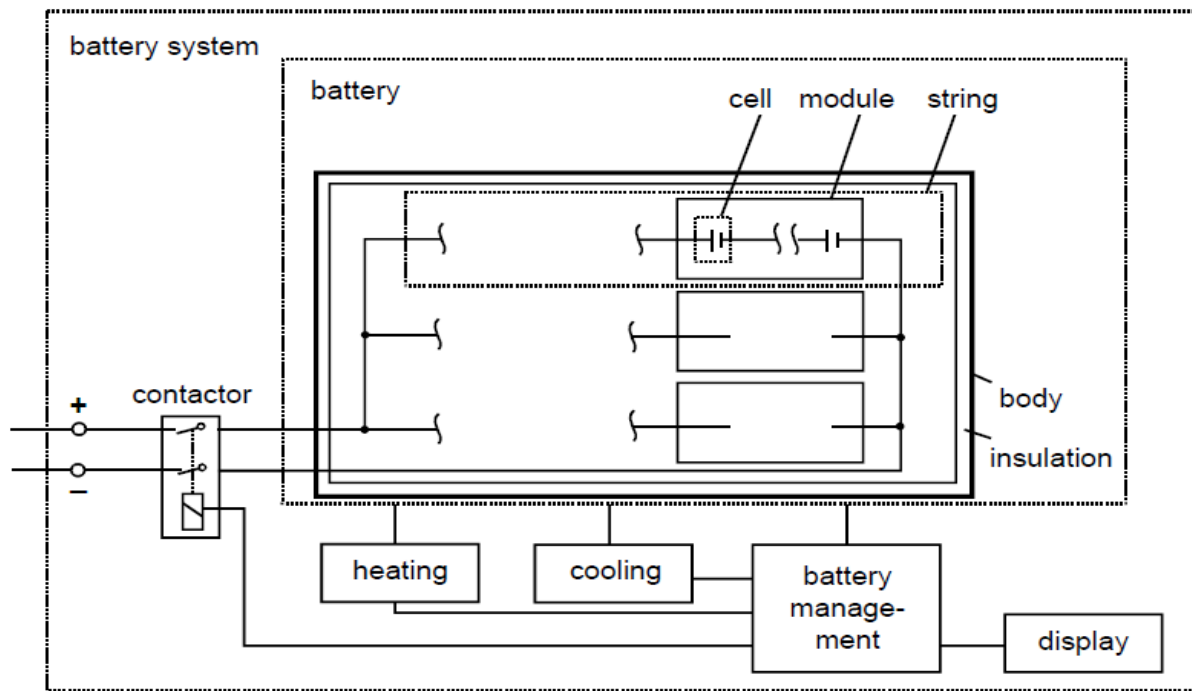 battery system
battery
cell
module
string
contactor
+
−
body
insulation
heating
cooling
battery
manage-
ment
display